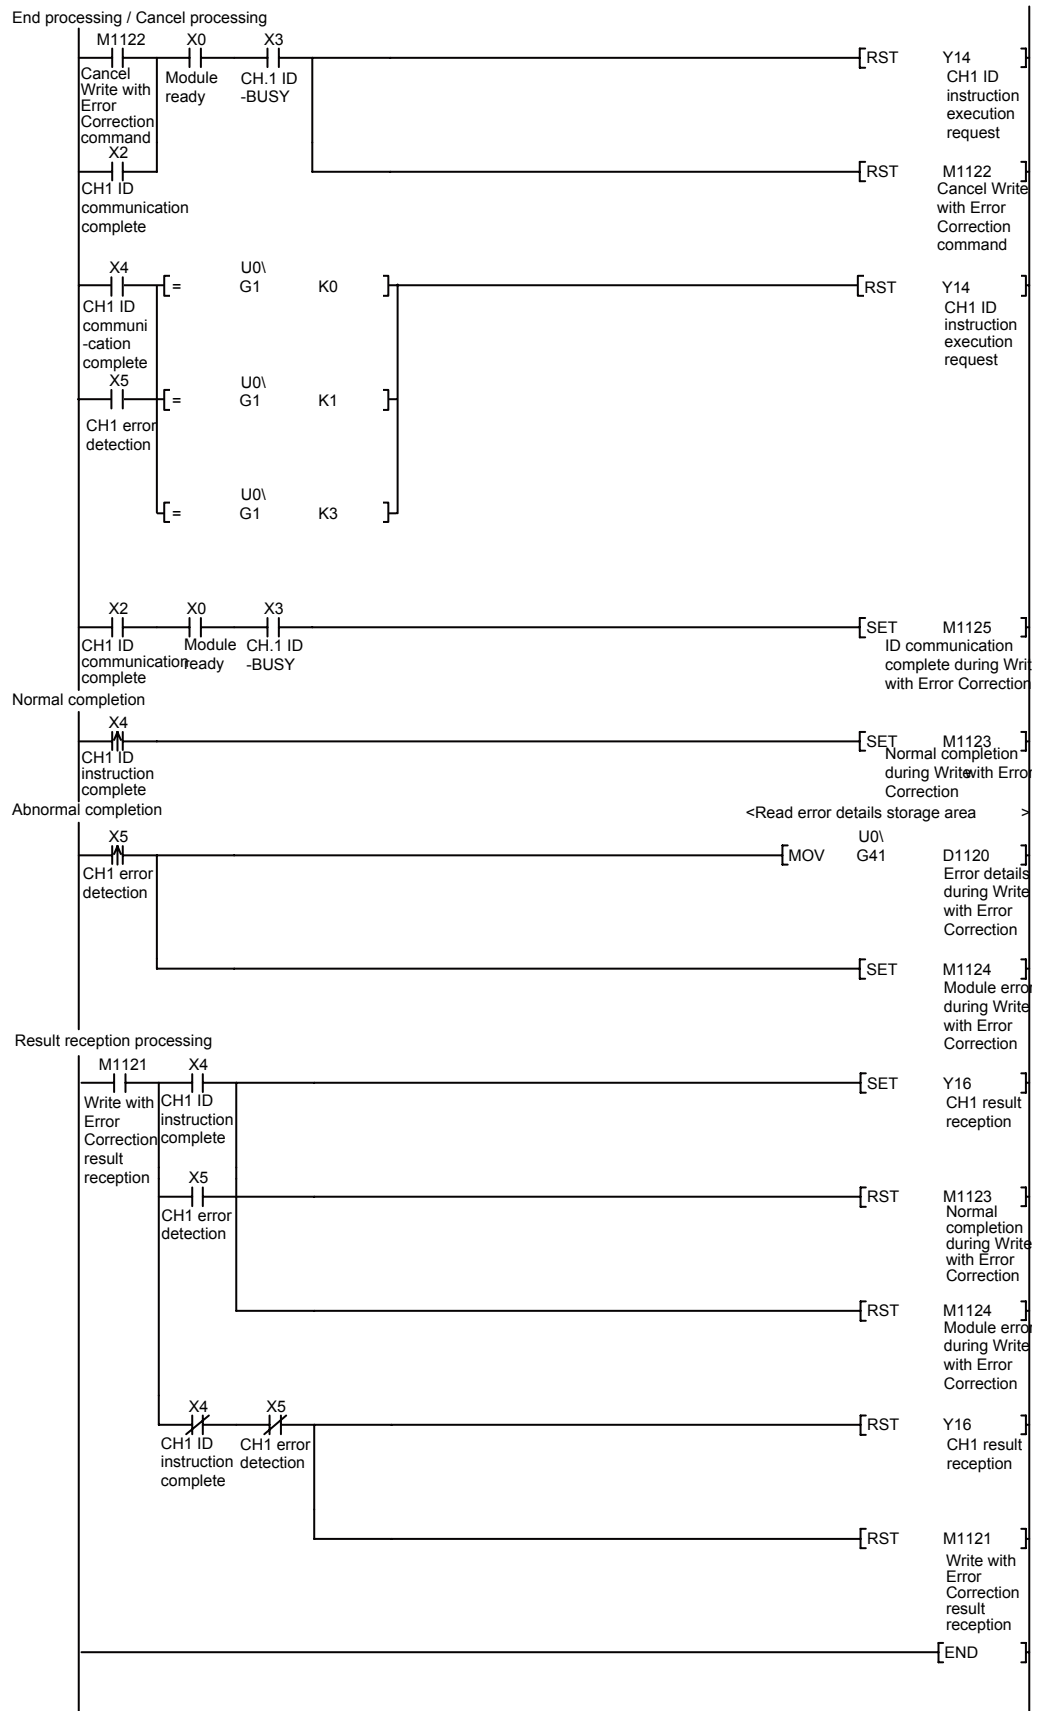 End processing / Cancel processing
M1122 X0 X3
[RST Y14 ]
Cancel
Write with
Error
Correction
command
Module
ready
CH.1 ID
-BUSY
CH1 ID
instruction
execution
request
X2
[RST M1122 ]
CH1 ID
communication
complete
Cancel Write
with Error
Correction
command
X4
U0\
[= G1 K0 ]
[RST Y14 ]
CH1 ID
communi
-cation
complete
CH1 ID
instruction
execution
request
X5
U0\
[= G1 K1 ]
CH1 error
detection
U0\
[= G1 K3 ]
X2 X0 X3
[SET M1125 ]
CH1 ID
communication
complete
Module
ready
CH.1 ID
-BUSY
ID communication
complete during Writ
with Error Correction
Normal completion
X4
[SET M1123 ]
CH1 ID
instruction
complete
Normal completion
during Write with Error
Correction
Abnormal completion
<Read error details storage area >
X5
U0\
[MOV G41 D1120 ]
CH1 error
detection
Error details
during Write
with Error
Correction
[SET M1124 ]
Module error
during Write
with Error
Correction
Result reception processing
M1121 X4
[SET Y16 ]
Write with
Error
Correction
result
reception
CH1 ID
instruction
complete
CH1 result
reception
X5
[RST M1123 ]
CH1 error
detection
Normal
completion
during Write
with Error
Correction
[RST M1124 ]
Module error
during Write
with Error
Correction
X4 X5
[RST Y16 ]
CH1 ID
instruction
complete
CH1 error
detection
CH1 result
reception
[RST M1121 ]
Write with
Error
Correction
result
reception
[END ]